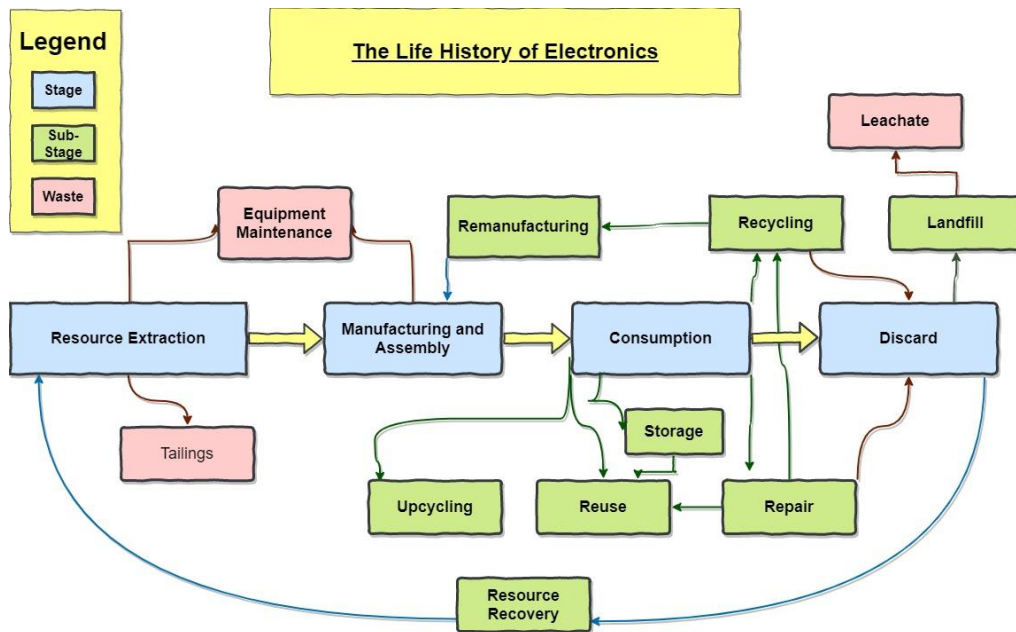 Legend
Stage
Sub-
Stage
Waste
The Life History of Electronics
Leachate
Equipment
Maintenance
Remanufacturing
Recycling
Landfill
Resource Extraction
Manufacturing and
Assembly
Consumption
Discard
Tailings
Storage
Upcycling
Reuse
Repair
Resource
Recovery